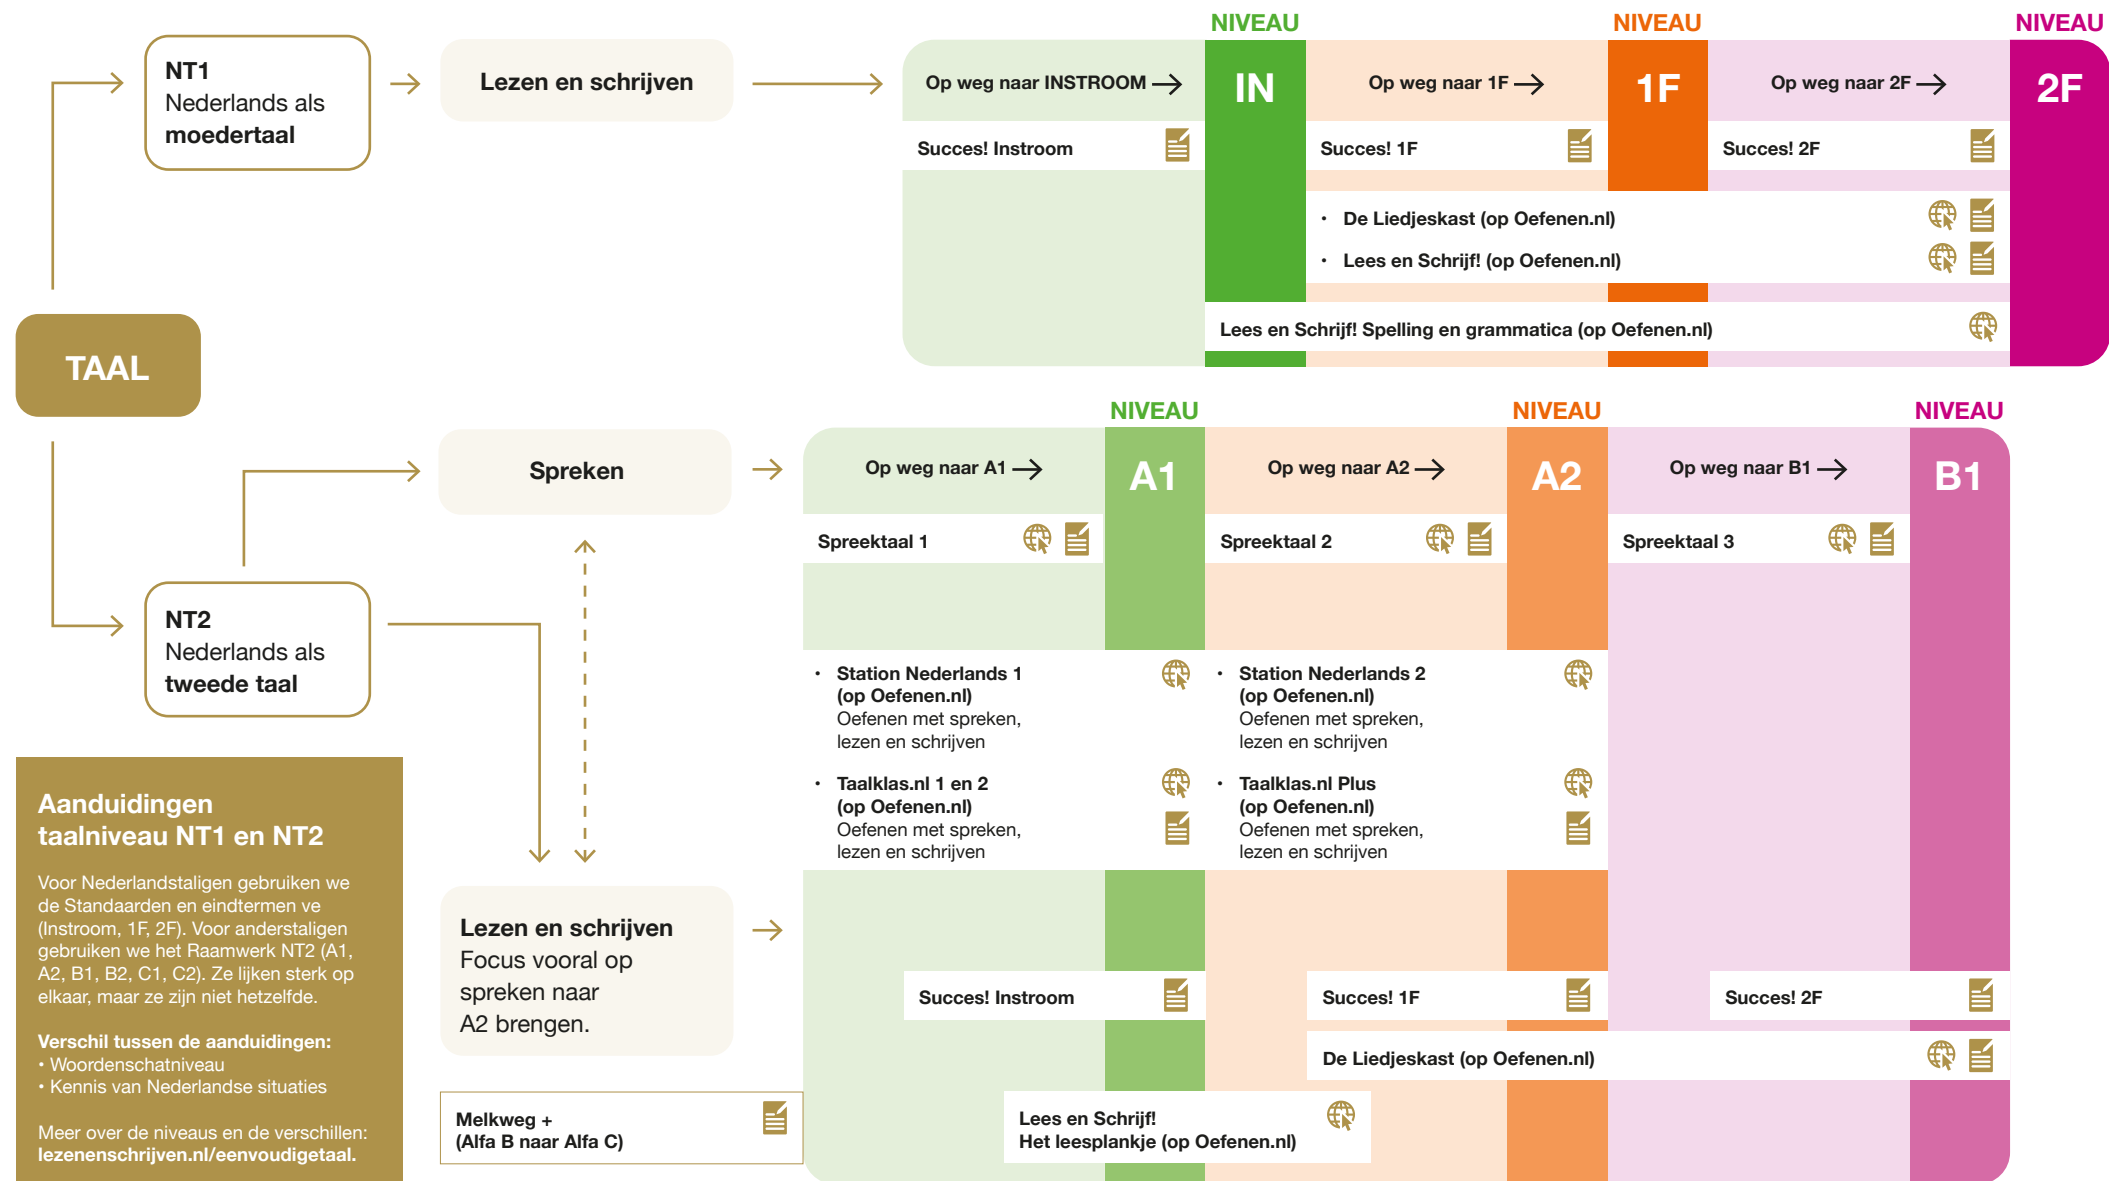 NIVEAU
NIVEAU
NIVEAU
NT1
Nederlands als
moedertaal
Lezen en schrijven
Op weg naar INSTROOM
IN
Op weg naar 1F
1F
Op weg naar 2F
2F
Succes! Instroom
Succes! 1F
Succes! 2F
• De Liedjeskast (op Oefenen.nl)
• Lees en Schrijf! (op Oefenen.nl)
Lees en Schrijf! Spelling en grammatica (op Oefenen.nl)
TAAL
NIVEAU
NIVEAU
NIVEAU
Spreken
Op weg naar A1
A1
Op weg naar A2
A2
Op weg naar B1
B1
Spreektaal 1
Spreektaal 2
Spreektaal 3
NT2
Nederlands als
tweede taal
• Station Nederlands 1
(op Oefenen.nl)
Oefenen met spreken,
lezen en schrijven
• Station Nederlands 2
(op Oefenen.nl)
Oefenen met spreken,
lezen en schrijven
• Taalklas.nl 1 en 2
(op Oefenen.nl)
Oefenen met spreken,
lezen en schrijven
• Taalklas.nl Plus
(op Oefenen.nl)
Oefenen met spreken,
lezen en schrijven
Lezen en schrijven
Focus vooral op
spreken naar
A2 brengen.
Succes! Instroom
Succes! 1F
Succes! 2F
De Liedjeskast (op Oefenen.nl)
Melkweg +
(Alfa B naar Alfa C)
Lees en Schrijf!
Het leesplankje (op Oefenen.nl)
Aanduidingen
taalniveau NT1 en NT2
Voor Nederlandstaligen gebruiken we
de Standaarden en eindtermen ve
(Instroom, 1F, 2F). Voor anderstaligen
gebruiken we het Raamwerk NT2 (A1,
A2, B1, B2, C1, C2). Ze lijken sterk op
elkaar, maar ze zijn niet hetzelfde.
Verschil tussen de aanduidingen:
• Woordenschatniveau
• Kennis van Nederlandse situaties
Meer over de niveaus en de verschillen:
lezenenschrijven.nl/eenvoudigetaal.